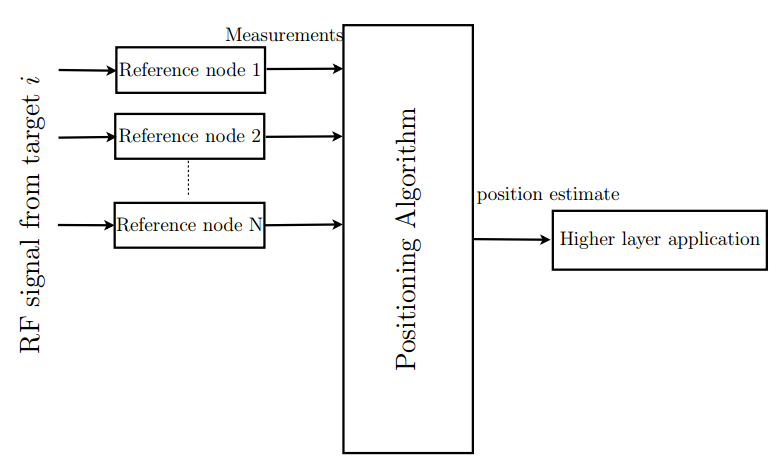 RF signal from target i
Measurements
Reference node 1
Reference node 2
Reference node N
Positioning Algorithm
position estimate
Higher layer application